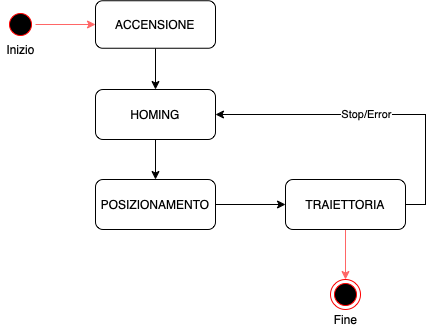 ACCENSIONE
Inizio
HOMING
Stop/Error
POSIZIONAMENTO
TRAIETTORIA
Fine